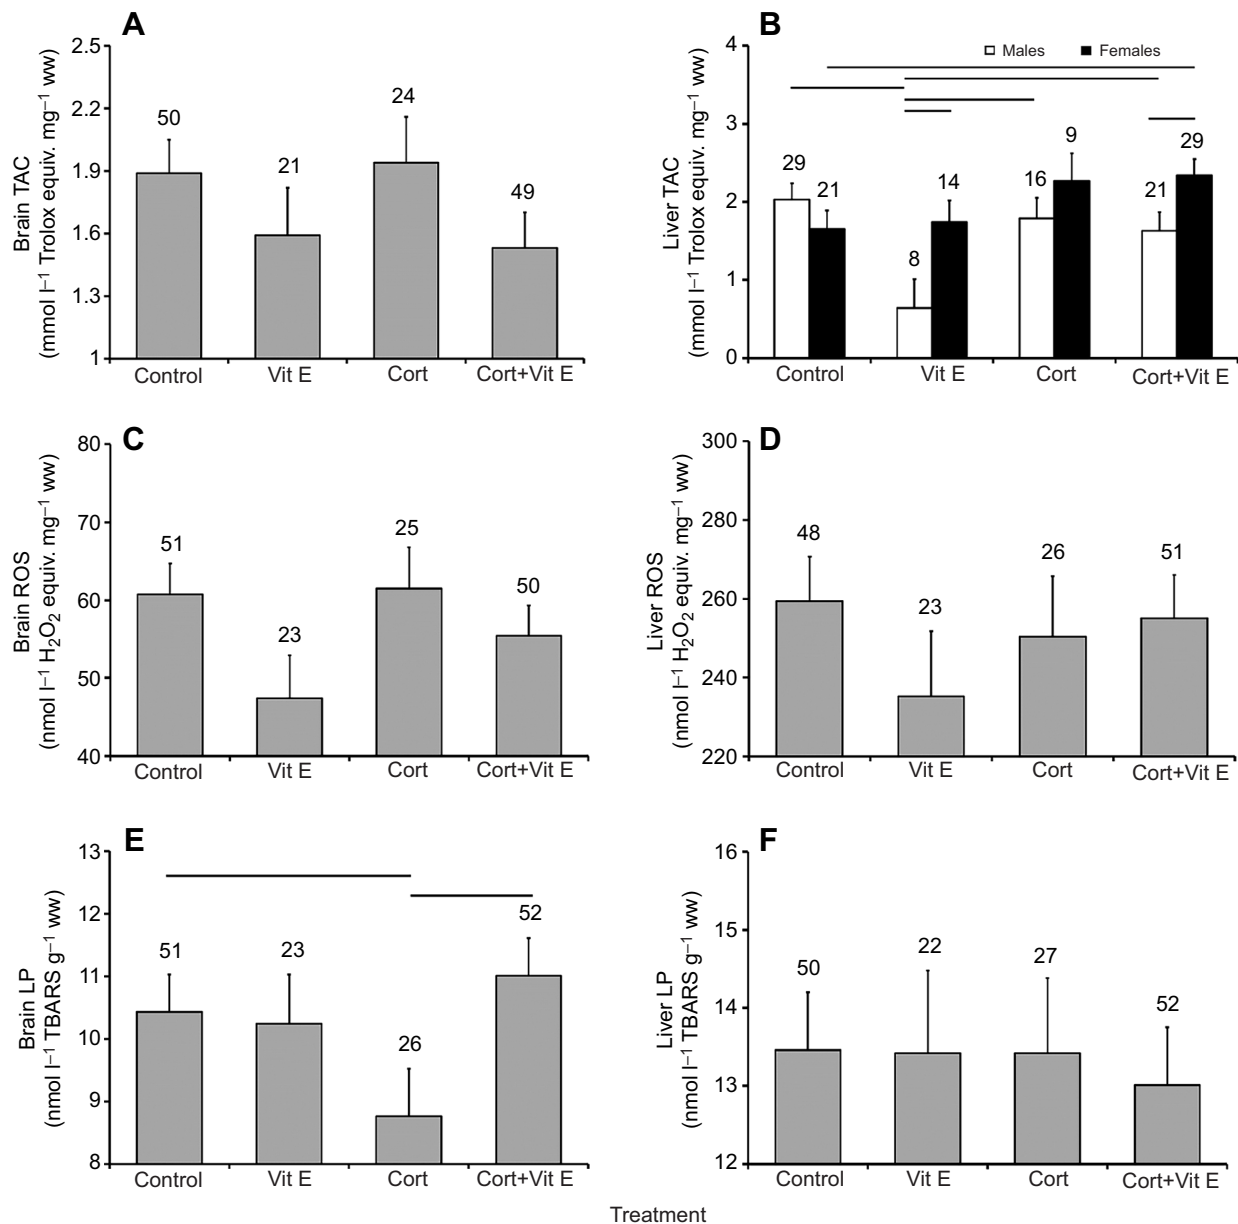 A
Brain TAC
(mmol l⁻¹ Trolox equiv. mg⁻¹ ww)
2.5
2.2
1.9
1.6
1.3
1
50
21
24
49
Control Vit E Cort Cort+Vit E
B
Liver TAC
(mmol l⁻¹ Trolox equiv. mg⁻¹ ww)
4
3
2
1
0
Males Females
29
21
8
14
16
9
21
29
Control Vit E Cort Cort+Vit E
C
Brain ROS
(nmol l⁻¹ H₂O₂ equiv. mg⁻¹ ww)
80
70
60
50
40
51
23
25
50
Control Vit E Cort Cort+Vit E
D
Liver ROS
(nmol l⁻¹ H₂O₂ equiv. mg⁻¹ ww)
300
280
260
240
220
48
23
26
51
Control Vit E Cort Cort+Vit E
E
Brain LP
(nmol l⁻¹ TBARS g⁻¹ ww)
13
12
11
10
9
8
51
23
26
52
Control Vit E Cort Cort+Vit E
F
Liver LP
(nmol l⁻¹ TBARS g⁻¹ ww)
16
15
14
13
12
50
22
27
52
Control Vit E Cort Cort+Vit E
Treatment